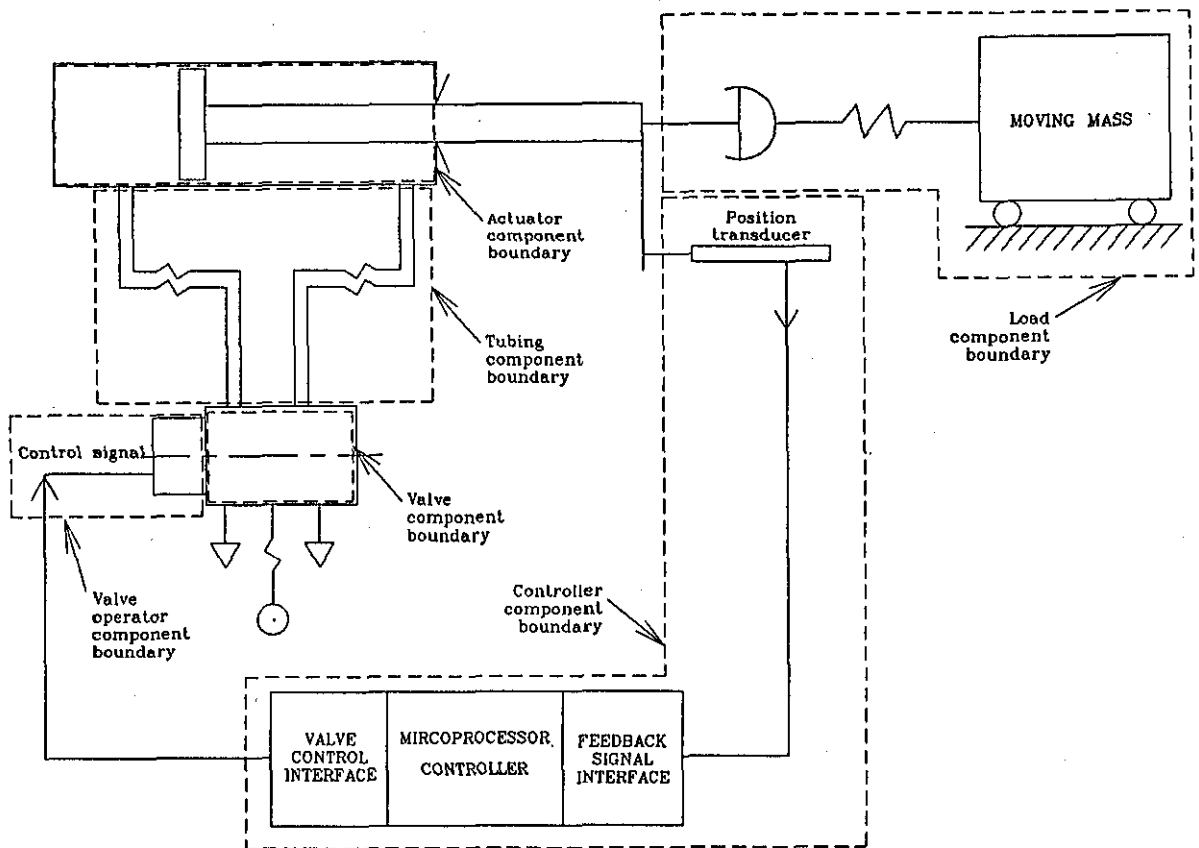 MOVING MASS
Actuator
component
boundary
Position
transducer
Load
component
boundary
Tubing
component
boundary
Control signal
Valve
component
boundary
Valve
operator
component
boundary
Controller
component
boundary
VALVE
CONTROL
INTERFACE
MIRCOPROCESSOR
CONTROLLER
FEEDBACK
SIGNAL
INTERFACE